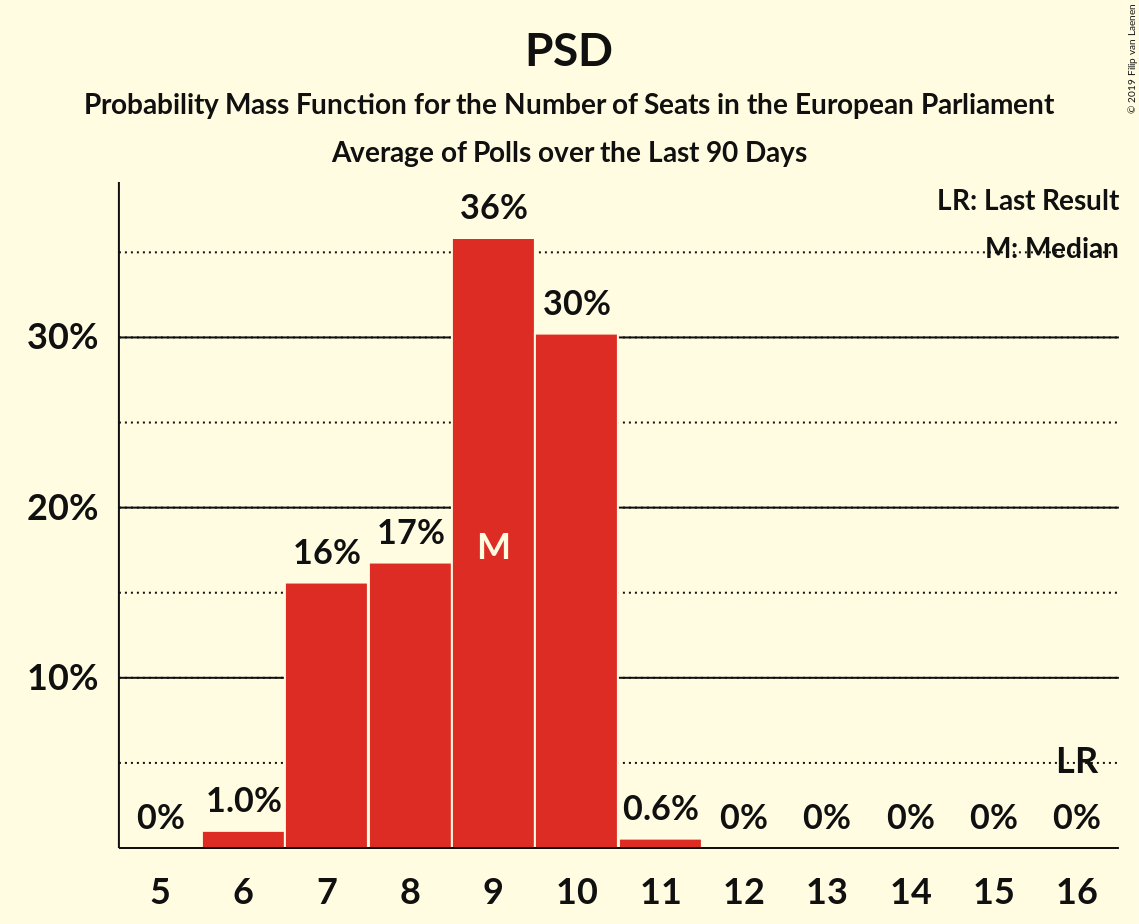 PSD
Probability Mass Function for the Number of Seats in the European Parliament
Average of Polls over the Last 90 Days
© 2019 Filip van Laenen
LR: Last Result
M: Median
36%
30%
30%
20%
17%
16%
M
10%
LR
0% 1.0% 0.6% 0% 0% 0% 0% 0%
5 6 7 8 9 10 11 12 13 14 15 16